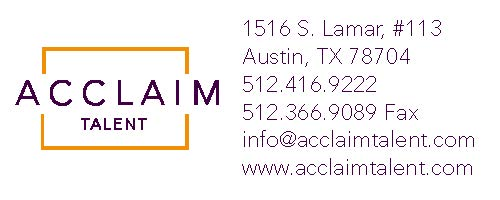 ACCLAIM
TALENT
1516 S. Lamar, #113
Austin, TX 78704
512.416.9222
512.366.9089 Fax
info@acclaimtalent.com
www.acclaimtalent.com